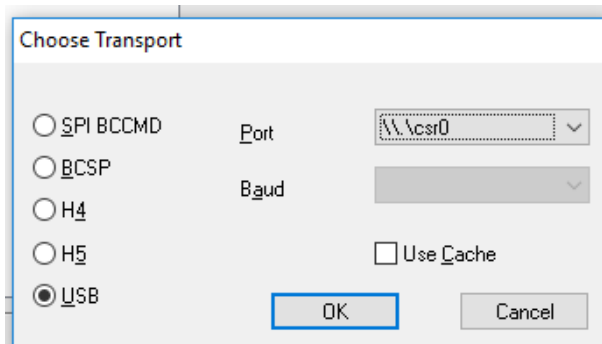 Choose Transport
SPI BCCMD
Port
\\.\csr0
BCSP
Baud
H4
H5
Use Cache
USB
OK
Cancel